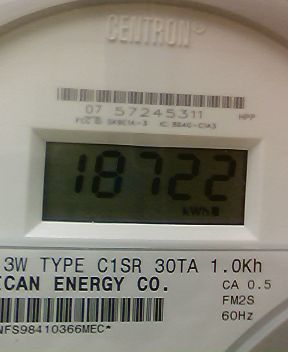 CENTRON®
07 57245311 HPP
18722
kWh
3W TYPE C1SR 30TA 1.0Kh
ICAN ENERGY CO. CA 0.5
FM2S
NFS98410366MEC* 60Hz